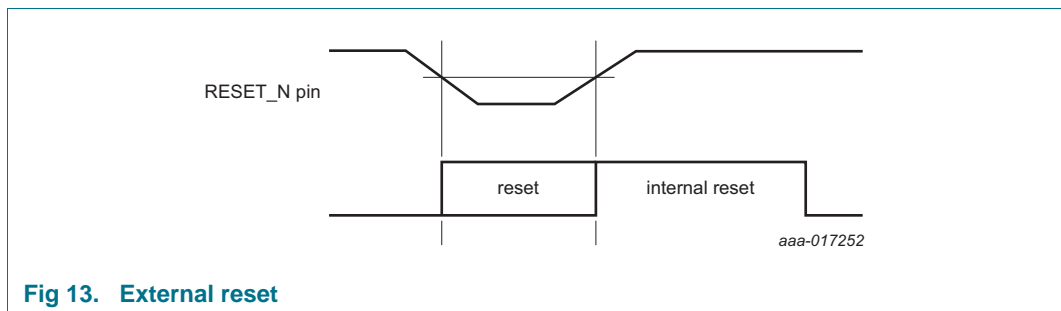 RESET_N pin
reset
internal reset
aaa-017252
Fig 13. External reset